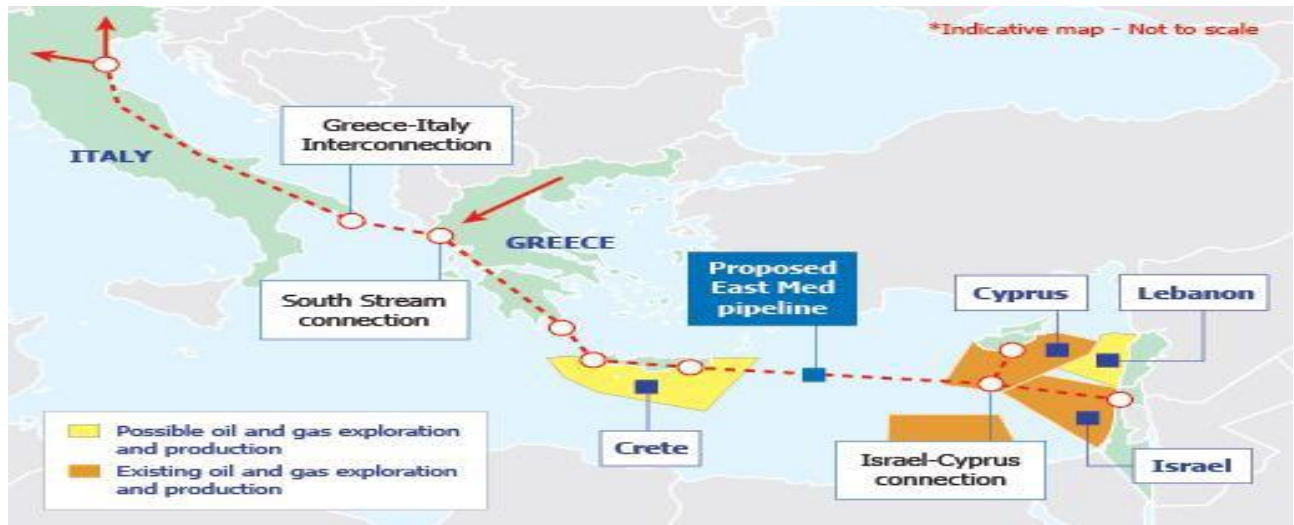 *Indicative map - Not to scale
Greece-Italy
Interconnection
ITALY
GREECE
South Stream
connection
Proposed
East Med
pipeline
Cyprus
Lebanon
Possible oil and gas exploration
and production
Existing oil and gas exploration
and production
Crete
Israel-Cyprus
connection
Israel